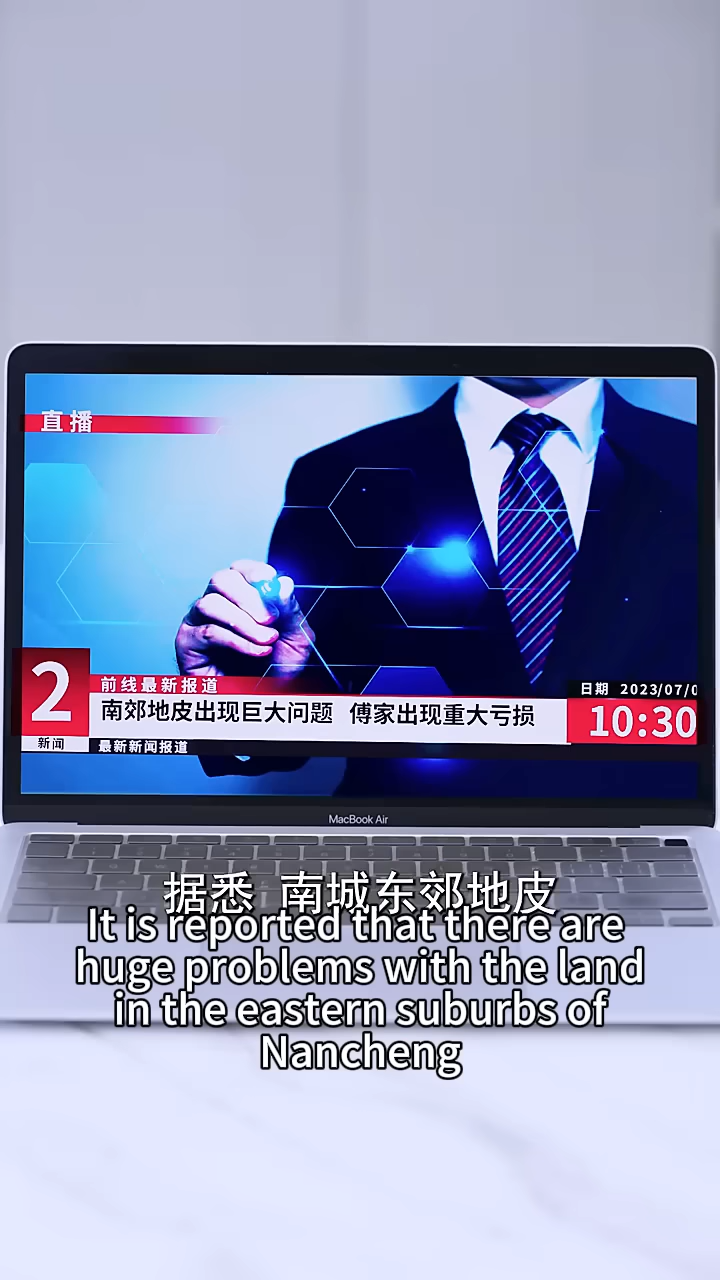 直播
2
新闻
前线最新报道
南郊地皮出现巨大问题 傅家出现重大亏损
最新新闻报道
日期 2023/07/0
10:30
MacBook Air
据悉 南城东郊地皮
It is reported that there are
huge problems with the land
in the eastern suburbs of
Nancheng